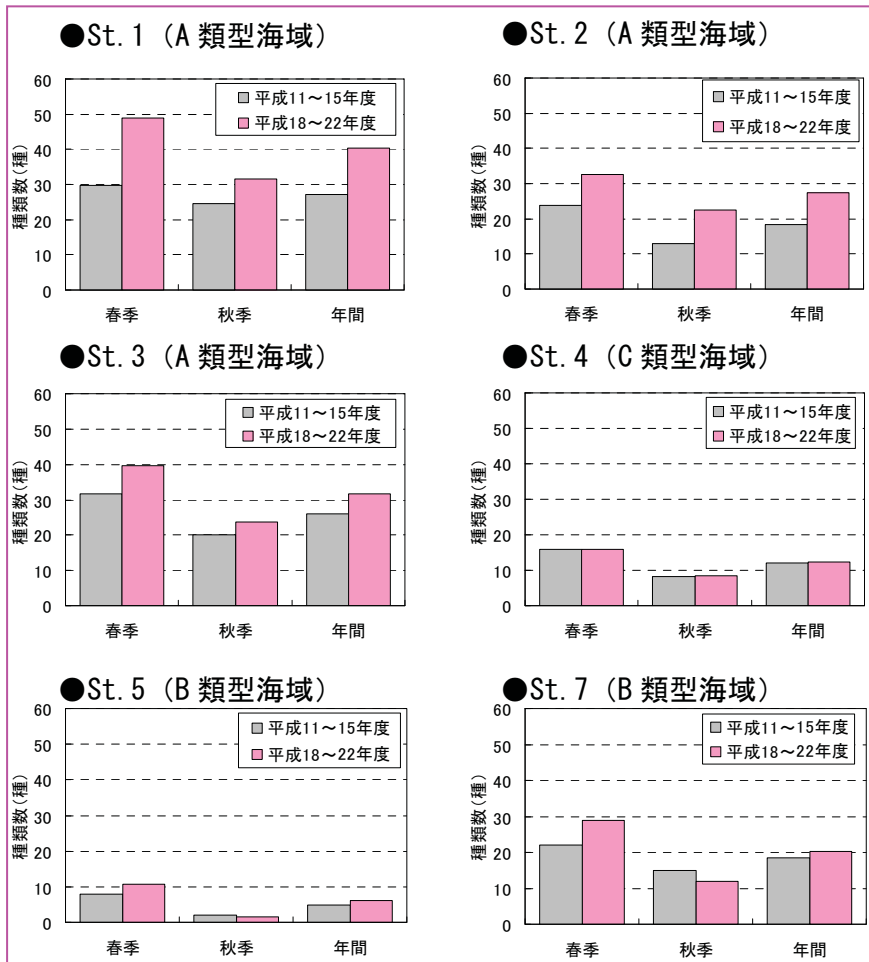 ●St.1 (A 類型海域)
種類数(種)
60
50
40
30
20
10
0
平成11～15年度
平成18～22年度
春季 秋季 年間
●St.2 (A 類型海域)
種類数(種)
60
50
40
30
20
10
0
平成11～15年度
平成18～22年度
春季 秋季 年間
●St.3 (A 類型海域)
種類数(種)
60
50
40
30
20
10
0
平成11～15年度
平成18～22年度
春季 秋季 年間
●St.4 (C 類型海域)
種類数(種)
60
50
40
30
20
10
0
平成11～15年度
平成18～22年度
春季 秋季 年間
●St.5 (B 類型海域)
種類数(種)
60
50
40
30
20
10
0
平成11～15年度
平成18～22年度
春季 秋季 年間
●St.7 (B 類型海域)
種類数(種)
60
50
40
30
20
10
0
平成11～15年度
平成18～22年度
春季 秋季 年間